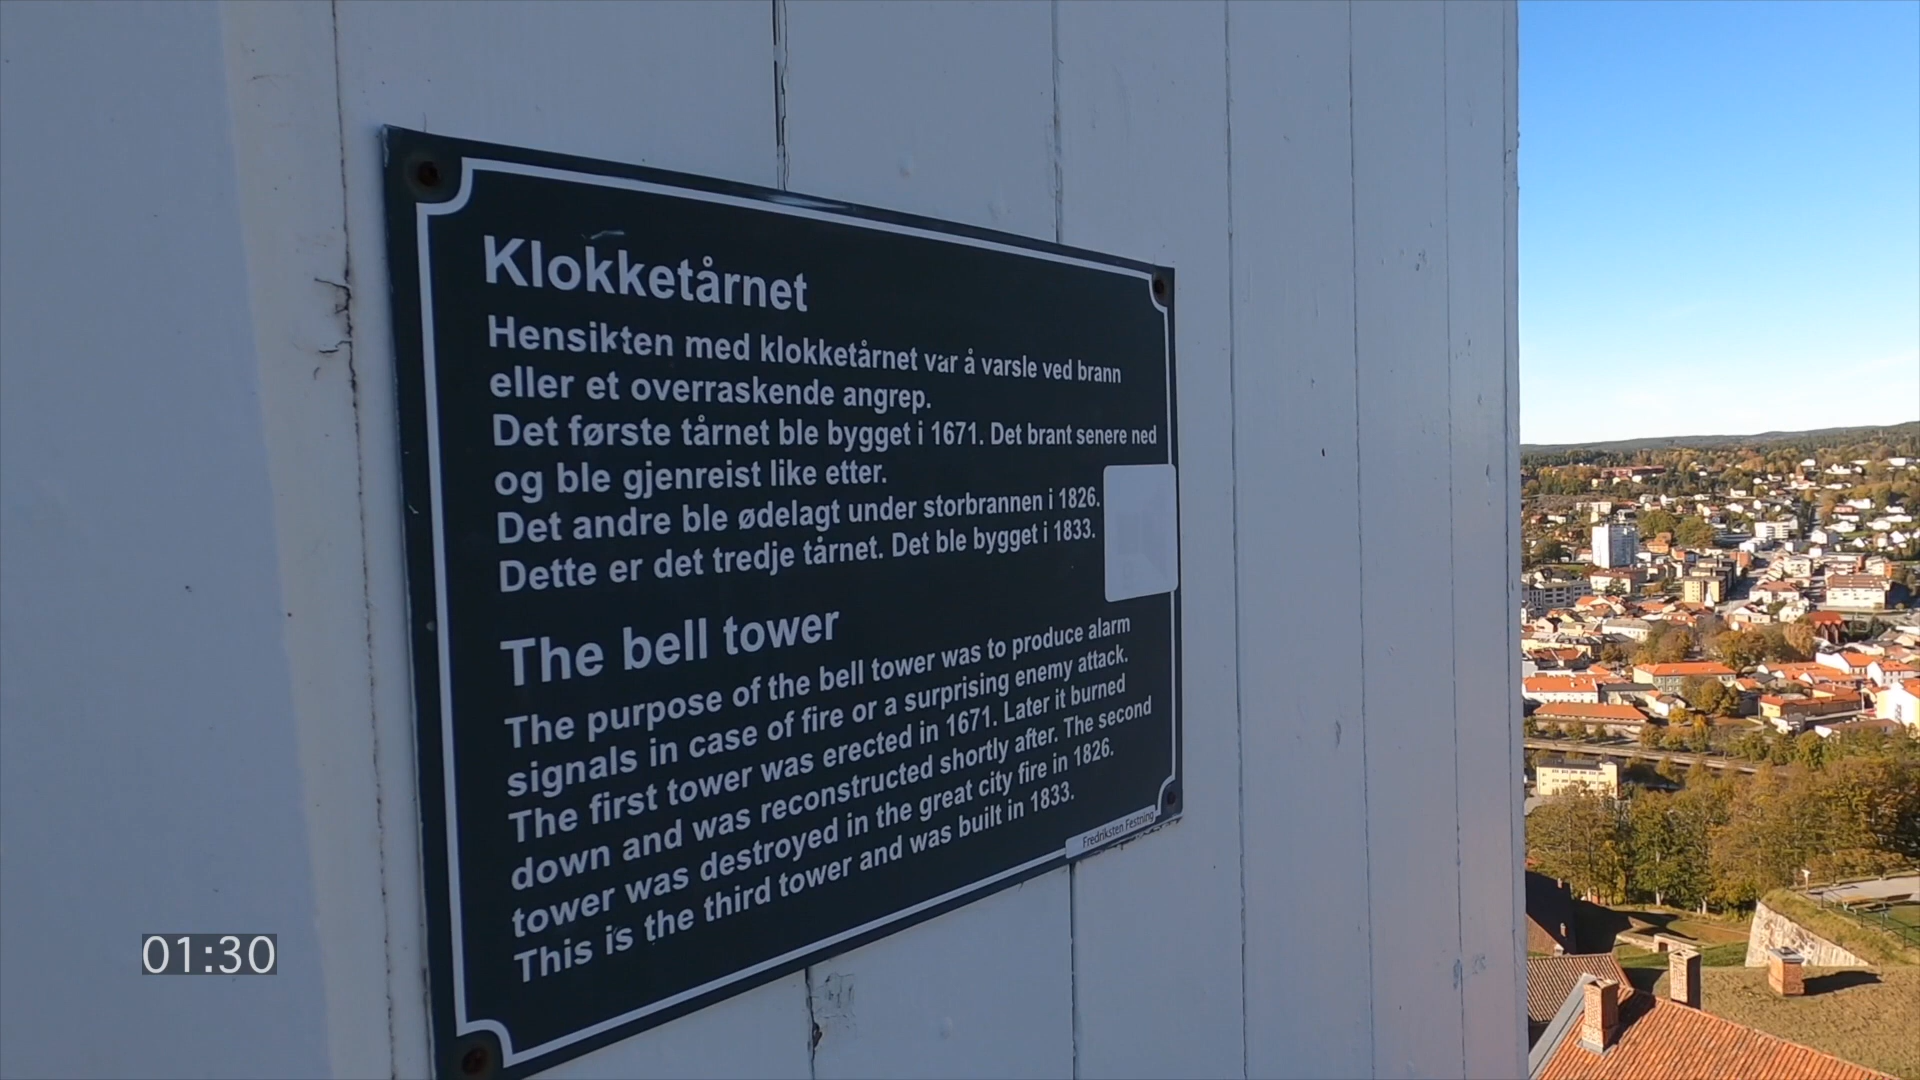 Klokketårnet
Hensikten med klokketårnet var å varsle ved brann
eller et overraskende angrep.
Det første tårnet ble bygget i 1671. Det brant senere ned
og ble gjenreist like etter.
Det andre ble ødelagt under storbrannen i 1826.
Dette er det tredje tårnet. Det ble bygget i 1833.
The bell tower
The purpose of the bell tower was to produce alarm
signals in case of fire or a surprising enemy attack.
The first tower was erected in 1671. Later it burned
down and was reconstructed shortly after. The second
tower was destroyed in the great city fire in 1826.
This is the third tower and was built in 1833.
Fredriksten Festning
01:30